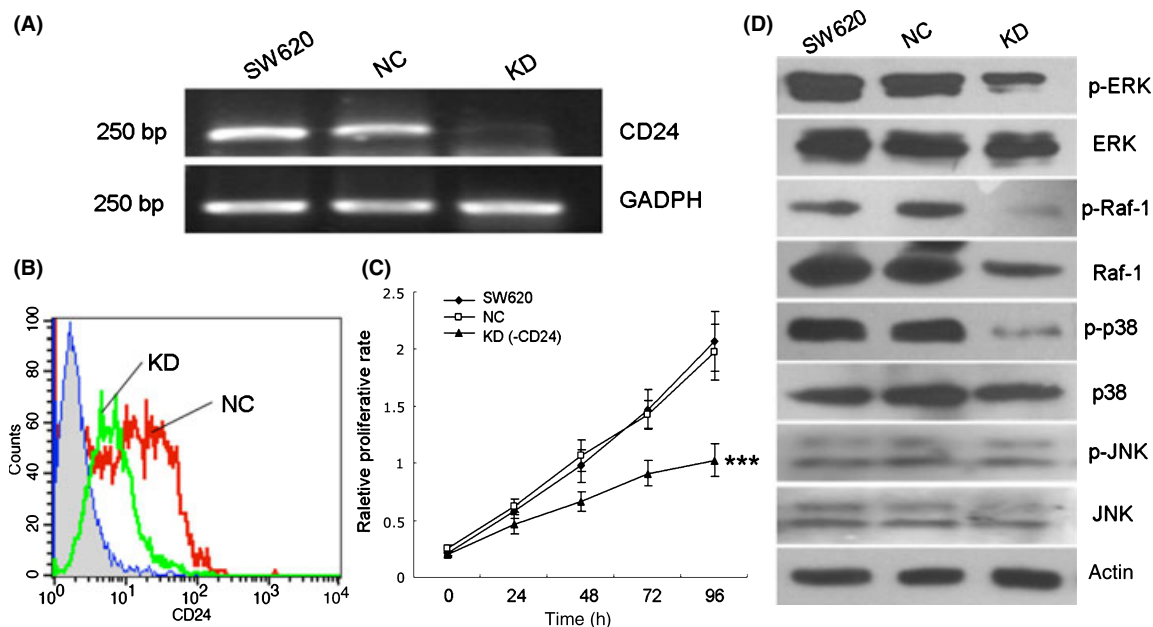 (A)
SW620 NC KD
250 bp CD24
250 bp GADPH
(B)
KD
NC
Counts
100
80
60
40
20
0
10^0 10^1 10^2 10^3 10^4
CD24
(C)
SW620
NC
KD (-CD24)
Raletive proliferative rate
2.5
2
1.5
1
0.5
0
***
0 24 48 72 96
Time (h)
(D)
SW620 NC KD
p-ERK
ERK
p-Raf-1
Raf-1
p-p38
p38
p-JNK
JNK
Actin